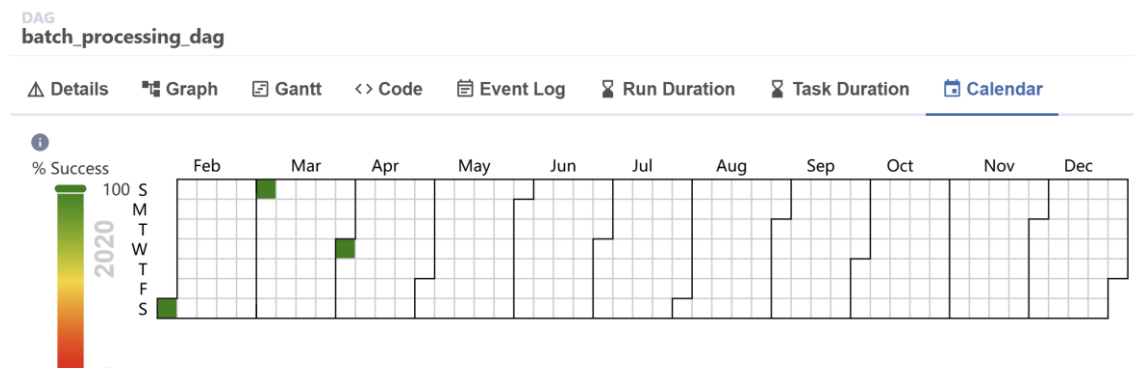 DAG
batch_processing_dag
Details Graph Gantt <> Code Event Log Run Duration Task Duration Calendar
% Success
Feb Mar Apr May Jun Jul Aug Sep Oct Nov Dec
100
2020
S
M
T
W
T
F
S